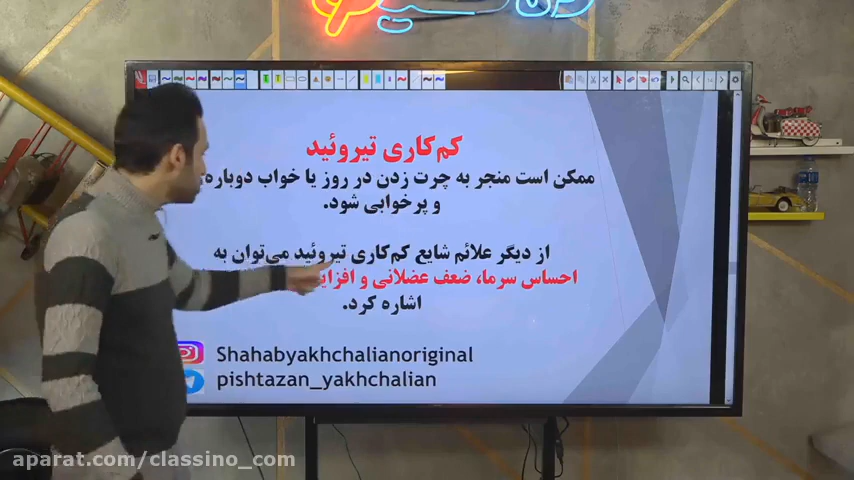 کم‌کاری تیروئید
ممکن است منجر به چرت زدن در روز یا خواب دوباره
و پرخوابی شود.
از دیگر علائم شایع کم‌کاری تیروئید می‌توان به
احساس سرما، ضعف عضلانی و
اشاره کرد.
Shahabyakhchalianoriginal
pishtazan_yakhchalian
aparat.com/classino_com